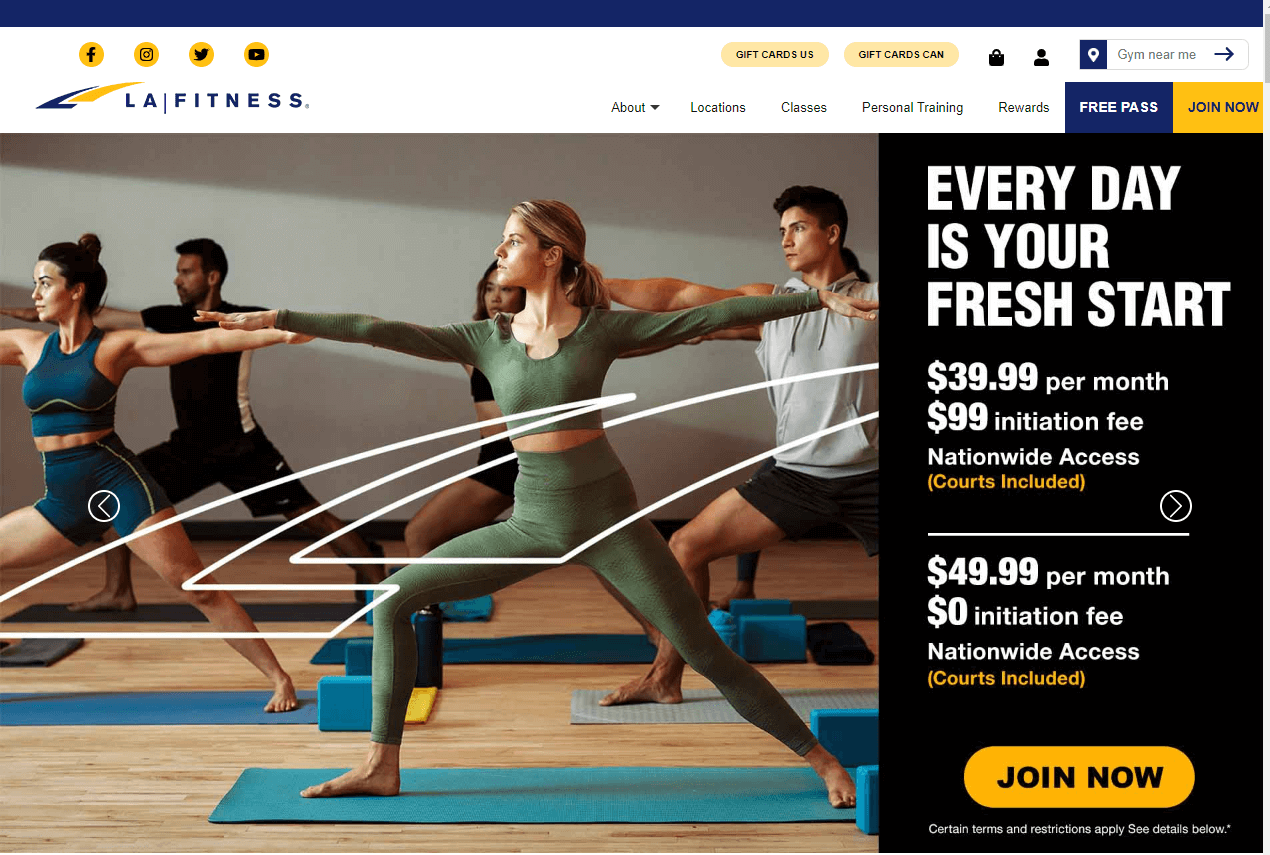 GIFT CARDS US
GIFT CARDS CAN
Gym near me
LA|FITNESS®
About
Locations
Classes
Personal Training
Rewards
FREE PASS
JOIN NOW
EVERY DAY
IS YOUR
FRESH START
$39.99 per month
$99 initiation fee
Nationwide Access
(Courts Included)
$49.99 per month
$0 initiation fee
Nationwide Access
(Courts Included)
JOIN NOW
Certain terms and restrictions apply See details below.*